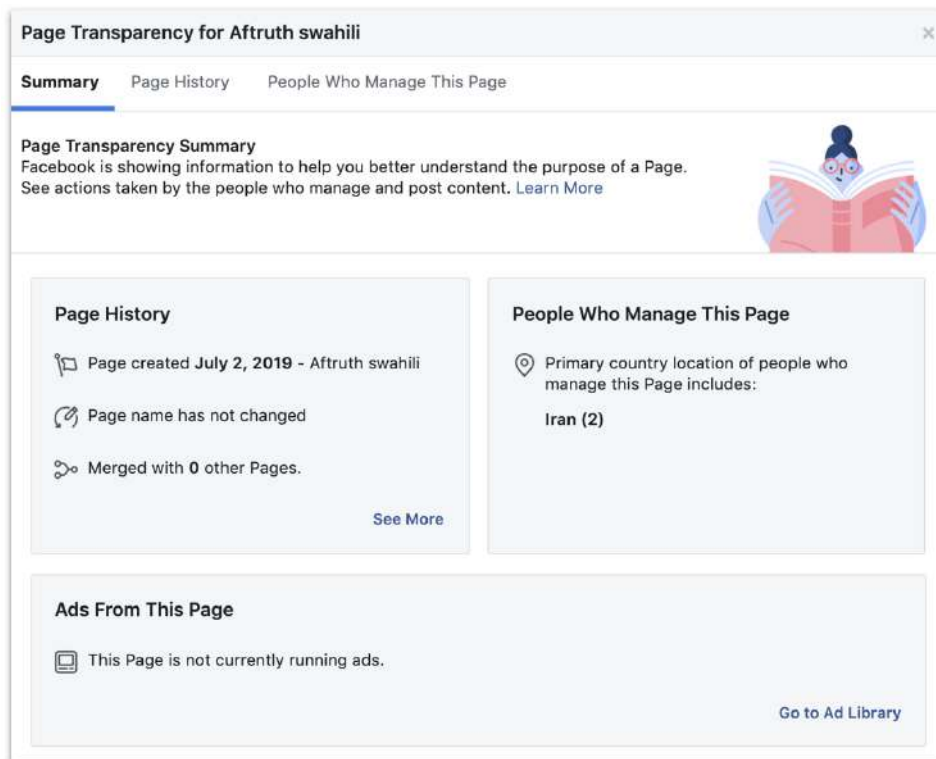 Page Transparency for Aftruth swahili
×
Summary Page History People Who Manage This Page
Page Transparency Summary
Facebook is showing information to help you better understand the purpose of a Page.
See actions taken by the people who manage and post content. Learn More
Page History
Page created July 2, 2019 - Aftruth swahili
Page name has not changed
Merged with 0 other Pages.
See More
People Who Manage This Page
Primary country location of people who
manage this Page includes:
Iran (2)
Ads From This Page
This Page is not currently running ads.
Go to Ad Library